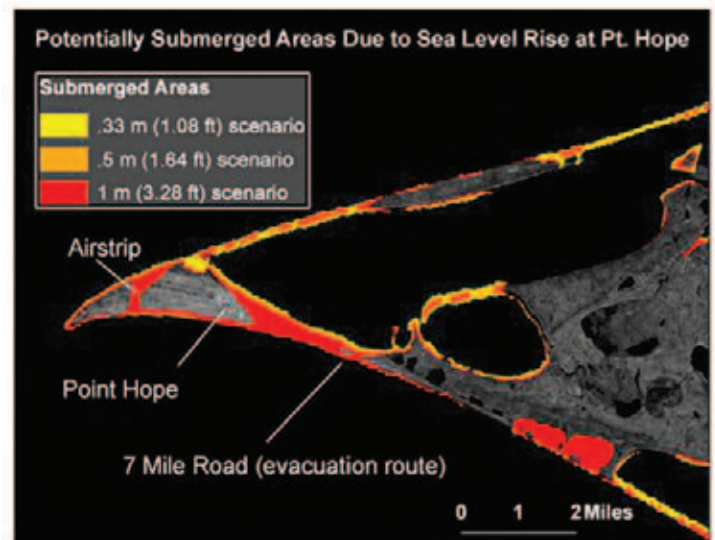 Potentially Submerged Areas Due to Sea Level Rise at Pt. Hope
Submerged Areas
.33 m (1.08 ft) scenario
.5 m (1.64 ft) scenario
1 m (3.28 ft) scenario
Airstrip
Point Hope
7 Mile Road (evacuation route)
0 1 2 Miles